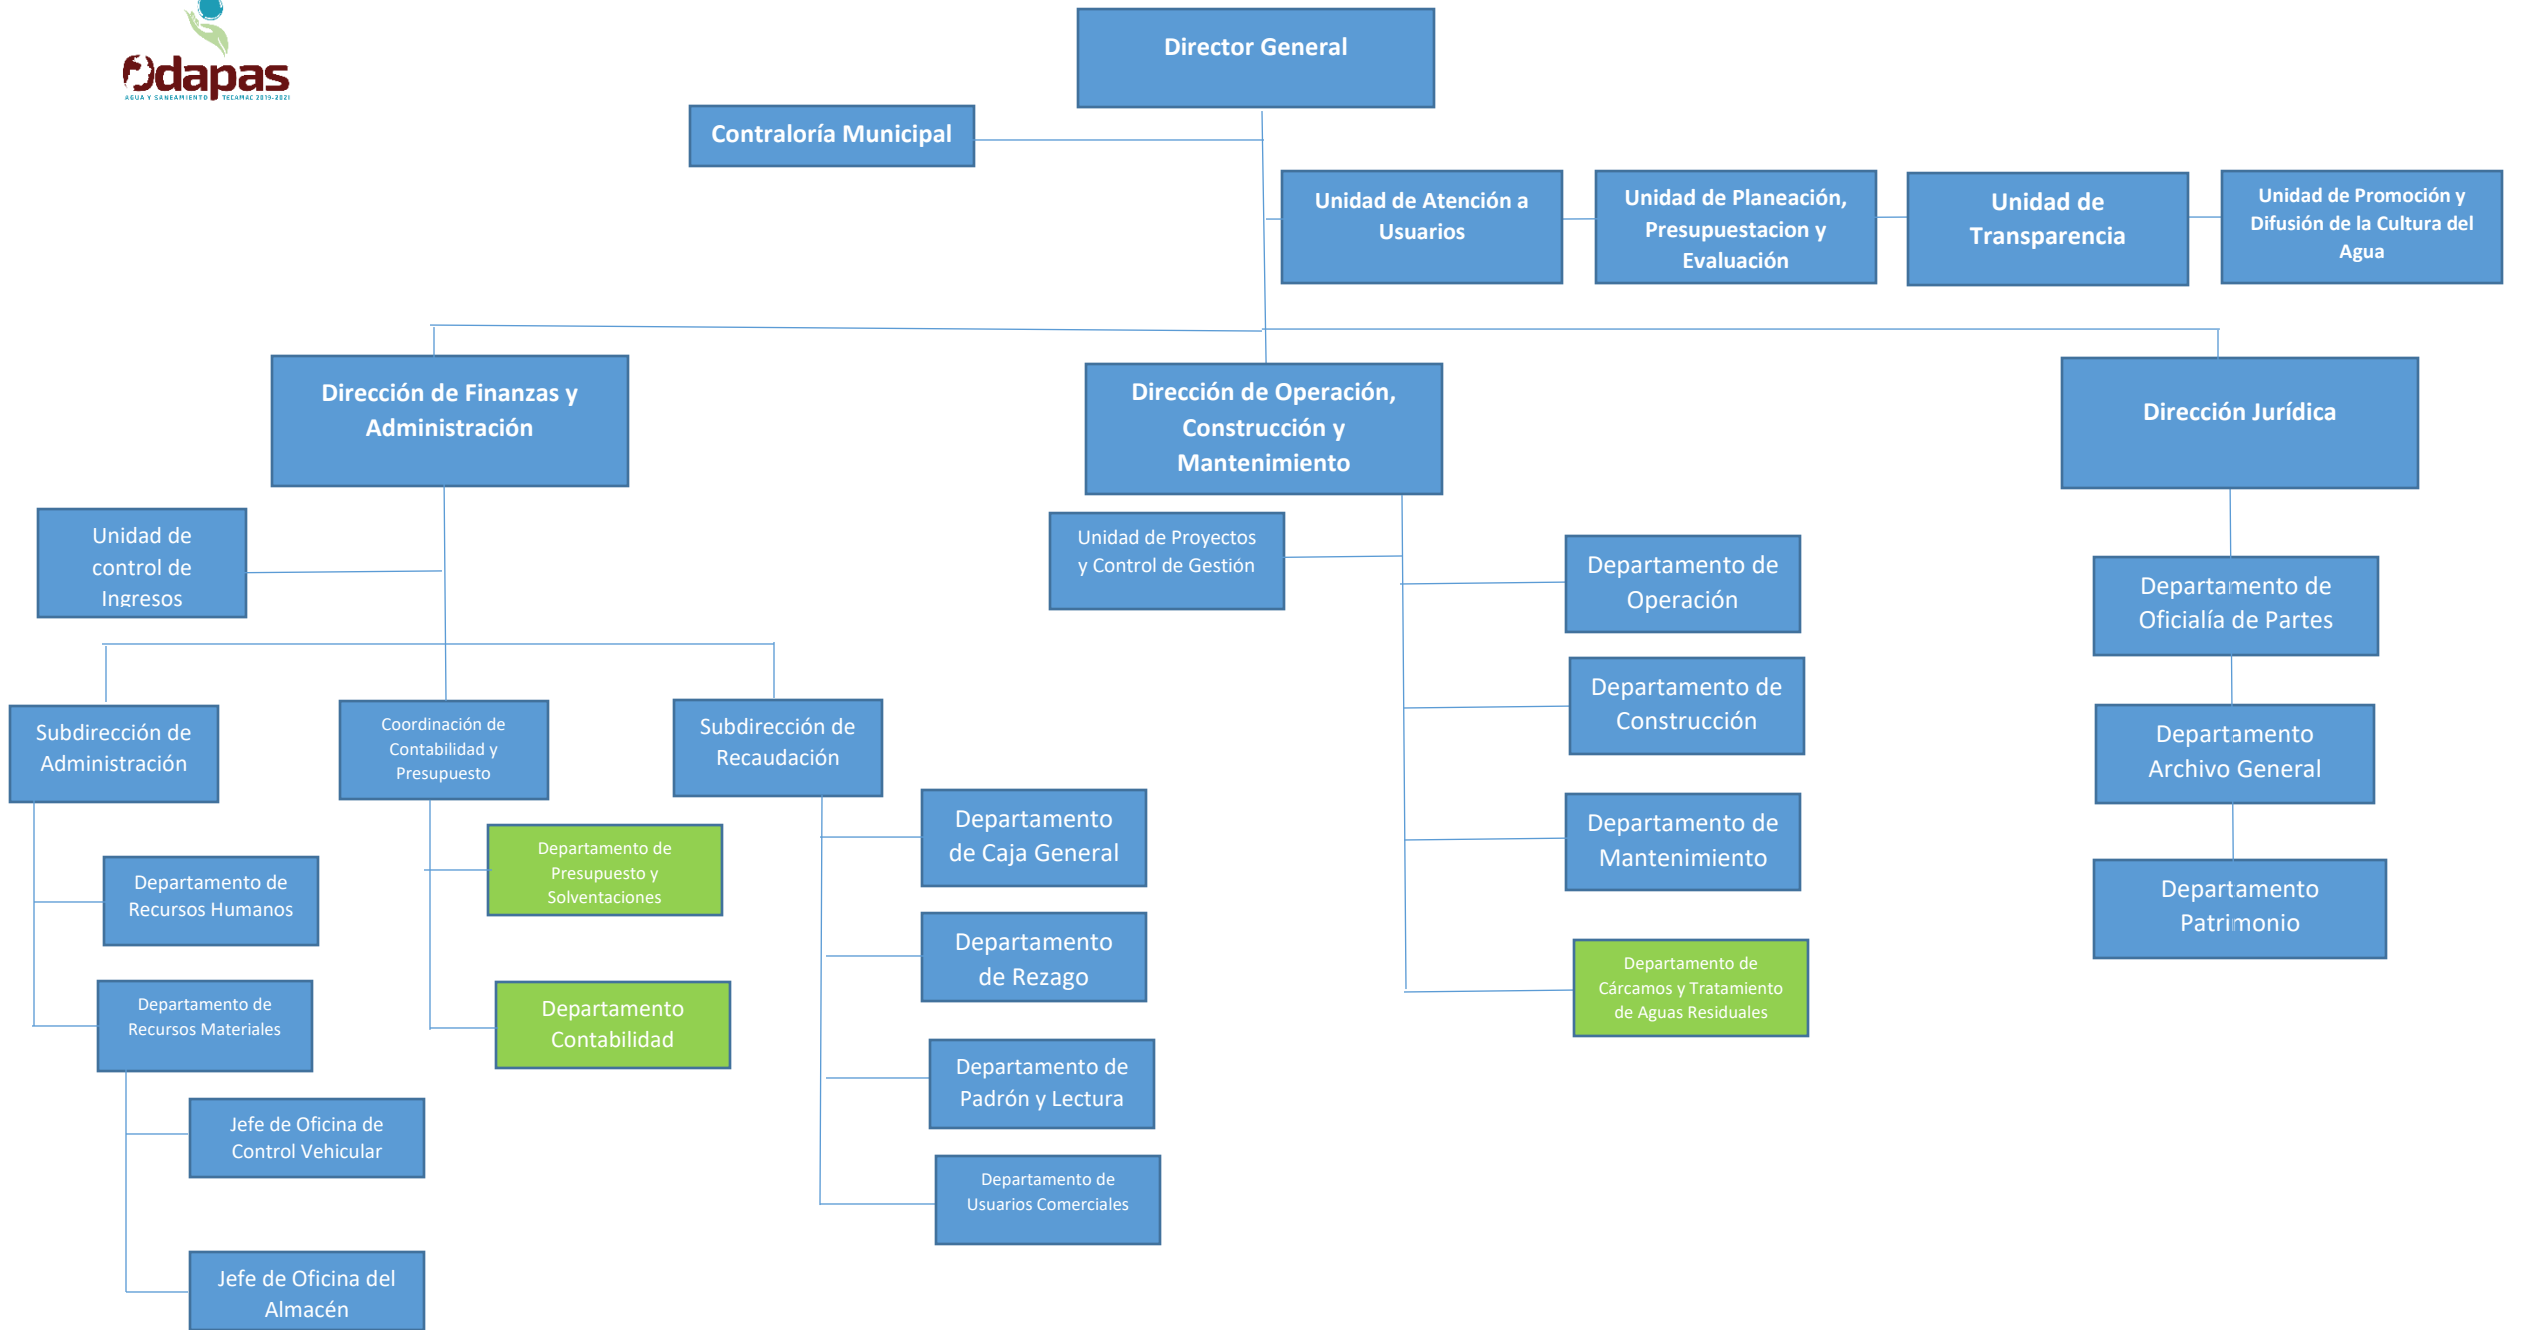 Odapas
AGUA Y SANEAMIENTO TECAMAC 2019-2021
Director General
Contraloría Municipal
Unidad de Atención a
Usuarios
Unidad de Planeación,
Presupuestacion y
Evaluación
Unidad de
Transparencia
Unidad de Promoción y
Difusión de la Cultura del
Agua
Dirección de Finanzas y
Administración
Dirección de Operación,
Construcción y
Mantenimiento
Dirección Jurídica
Unidad de
control de
Ingresos
Unidad de Proyectos
y Control de Gestión
Departamento de
Operación
Departamento de
Oficialía de Partes
Subdirección de
Administración
Coordinación de
Contabilidad y
Presupuesto
Subdirección de
Recaudación
Departamento de
Construcción
Departamento
Archivo General
Departamento de
Presupuesto y
Solventaciones
Departamento
de Caja General
Departamento de
Mantenimiento
Departamento
Patrimonio
Departamento de
Recursos Humanos
Departamento
de Rezago
Departamento de
Cárcamos y Tratamiento
de Aguas Residuales
Departamento de
Recursos Materiales
Departamento
Contabilidad
Departamento de
Padrón y Lectura
Jefe de Oficina de
Control Vehicular
Departamento de
Usuarios Comerciales
Jefe de Oficina del
Almacén